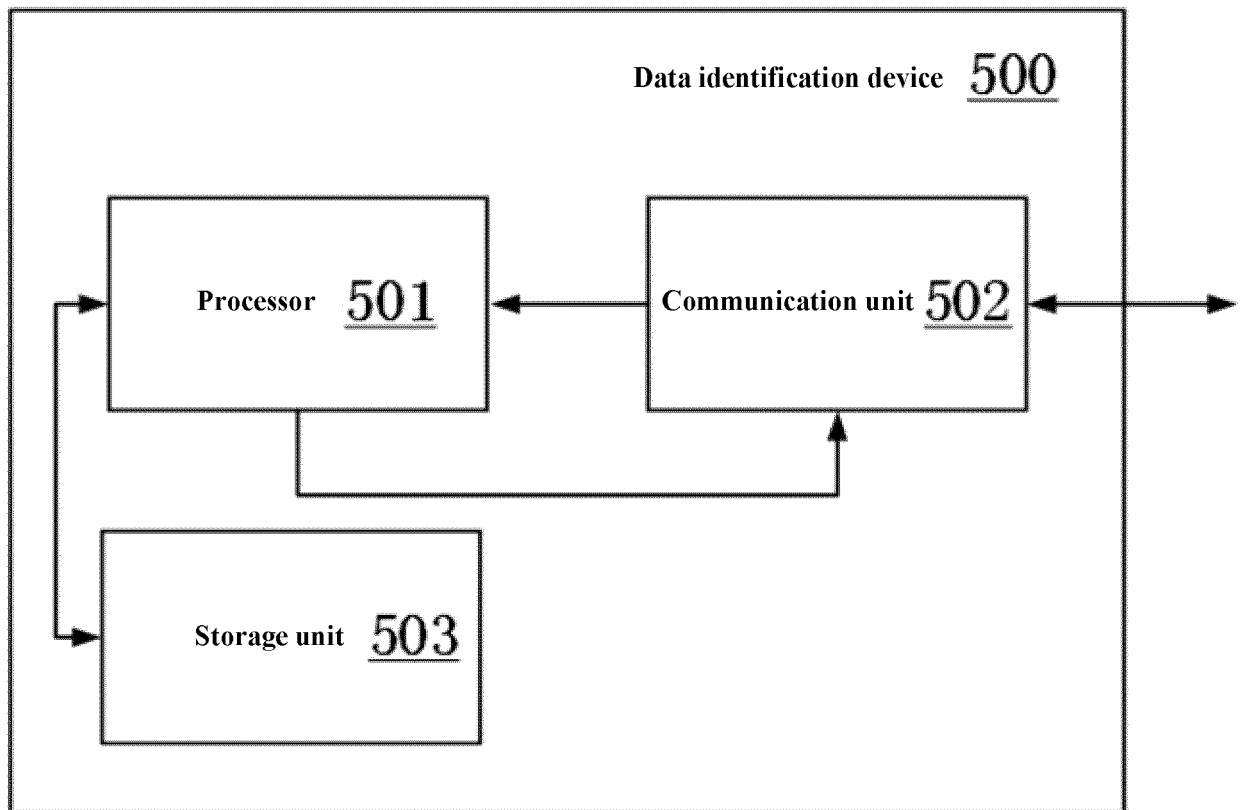 Data identification device 500
Processor 501
Communication unit 502
Storage unit 503